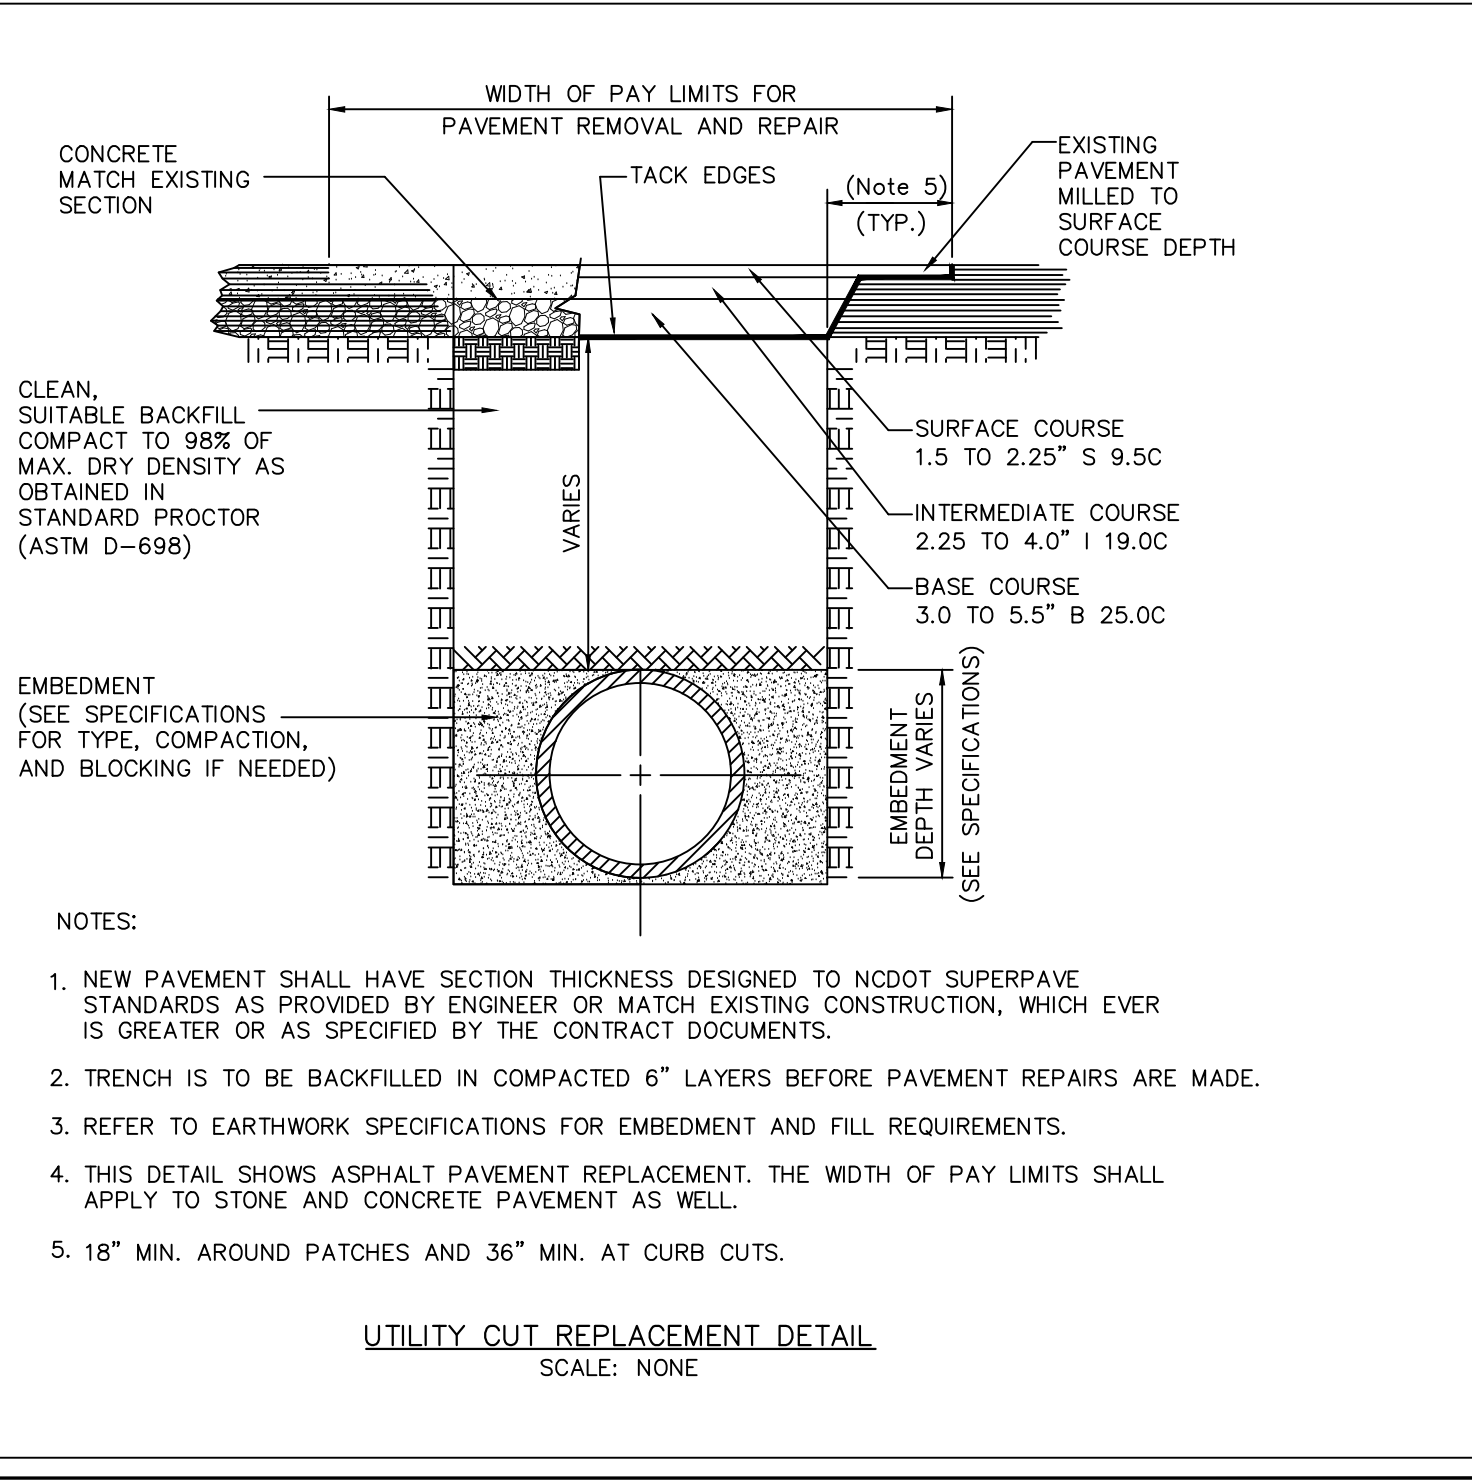 WIDTH OF PAY LIMITS FOR
PAVEMENT REMOVAL AND REPAIR
CONCRETE
MATCH EXISTING
SECTION
TACK EDGES
(Note 5)
(TYP.)
EXISTING
PAVEMENT
MILLED TO
SURFACE
COURSE DEPTH
CLEAN,
SUITABLE BACKFILL
COMPACT TO 98% OF
MAX. DRY DENSITY AS
OBTAINED IN
STANDARD PROCTOR
(ASTM D-698)
VARIES
SURFACE COURSE
1.5 TO 2.25" S 9.5C
INTERMEDIATE COURSE
2.25 TO 4.0" I 19.0C
BASE COURSE
3.0 TO 5.5" B 25.0C
EMBEDMENT
(SEE SPECIFICATIONS
FOR TYPE, COMPACTION,
AND BLOCKING IF NEEDED)
EMBEDMENT
DEPTH VARIES
(SEE SPECIFICATIONS)
NOTES:
1. NEW PAVEMENT SHALL HAVE SECTION THICKNESS DESIGNED TO NCDOT SUPERPAVE
STANDARDS AS PROVIDED BY ENGINEER OR MATCH EXISTING CONSTRUCTION, WHICH EVER
IS GREATER OR AS SPECIFIED BY THE CONTRACT DOCUMENTS.
2. TRENCH IS TO BE BACKFILLED IN COMPACTED 6" LAYERS BEFORE PAVEMENT REPAIRS ARE MADE.
3. REFER TO EARTHWORK SPECIFICATIONS FOR EMBEDMENT AND FILL REQUIREMENTS.
4. THIS DETAIL SHOWS ASPHALT PAVEMENT REPLACEMENT. THE WIDTH OF PAY LIMITS SHALL
APPLY TO STONE AND CONCRETE PAVEMENT AS WELL.
5. 18" MIN. AROUND PATCHES AND 36" MIN. AT CURB CUTS.
UTILITY CUT REPLACEMENT DETAIL
SCALE: NONE